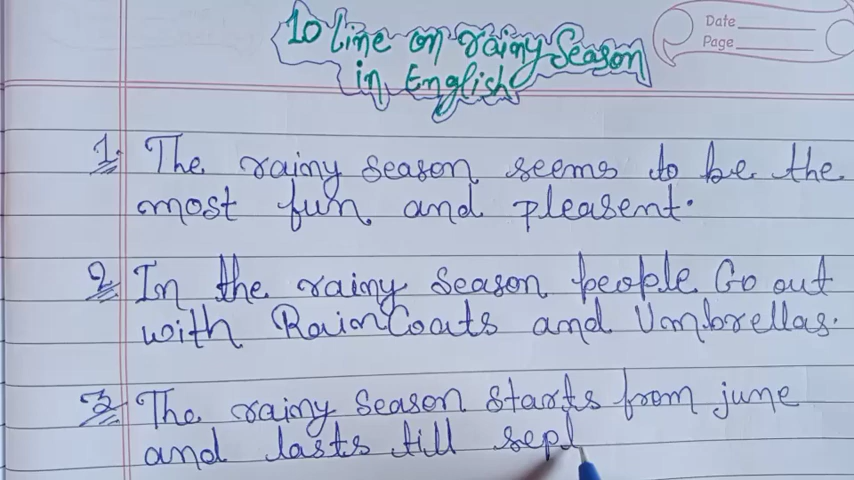 10 line on rainy Season
in English
Date
Page
1. The rainy season seems to be the
most fun and pleasent.
2. In the rainy season people Go out
with RainCoats and Umbrellas.
3. The rainy season starts from june
and lasts till sept